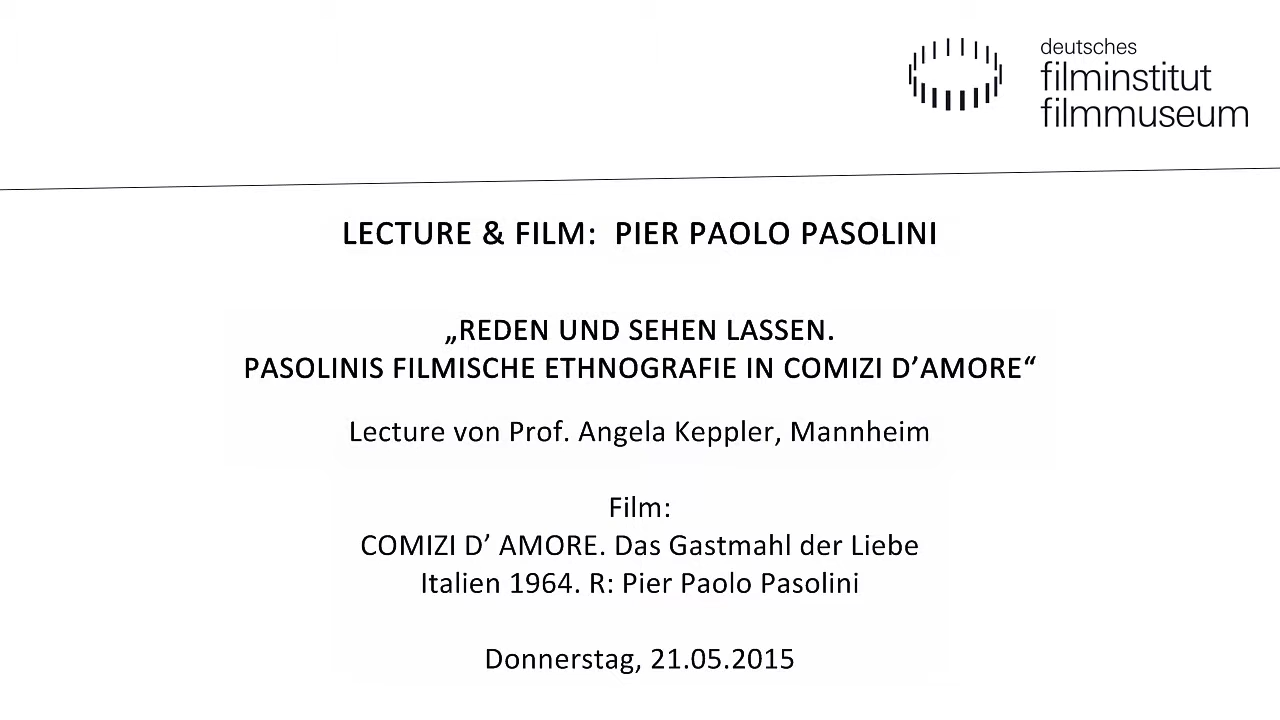 deutsches
filminstitut
filmmuseum
LECTURE & FILM: PIER PAOLO PASOLINI
„REDEN UND SEHEN LASSEN.
PASOLINIS FILMISCHE ETHNOGRAFIE IN COMIZI D’AMORE“
Lecture von Prof. Angela Keppler, Mannheim
Film:
COMIZI D’ AMORE. Das Gastmahl der Liebe
Italien 1964. R: Pier Paolo Pasolini
Donnerstag, 21.05.2015